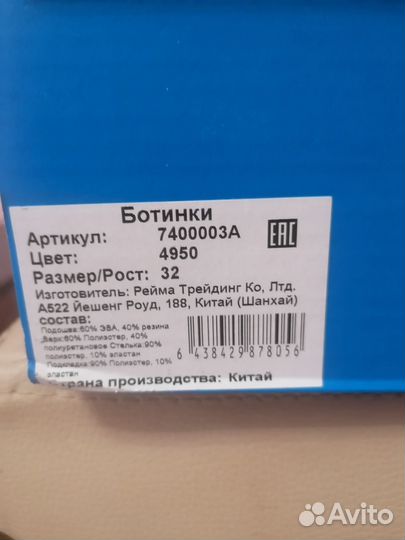 Ботинки
Артикул: 7400003A
Цвет: 4950
Размер/Рост: 32
Изготовитель: Рейма Трейдинг Ко, Лтд.
А522 Йешенг Роуд, 188, Китай (Шанхай)
состав:
Подошва:60% ЭВА, 40% резина
Верх:60% Полиэстер, 40%
полиуретановое Стелька:90%
полиэстер, 10% эластан
Подкладка:90% Полиэстер, 10%
эластан
Страна производства: Китай
EAC
6 438429 878056
Avito